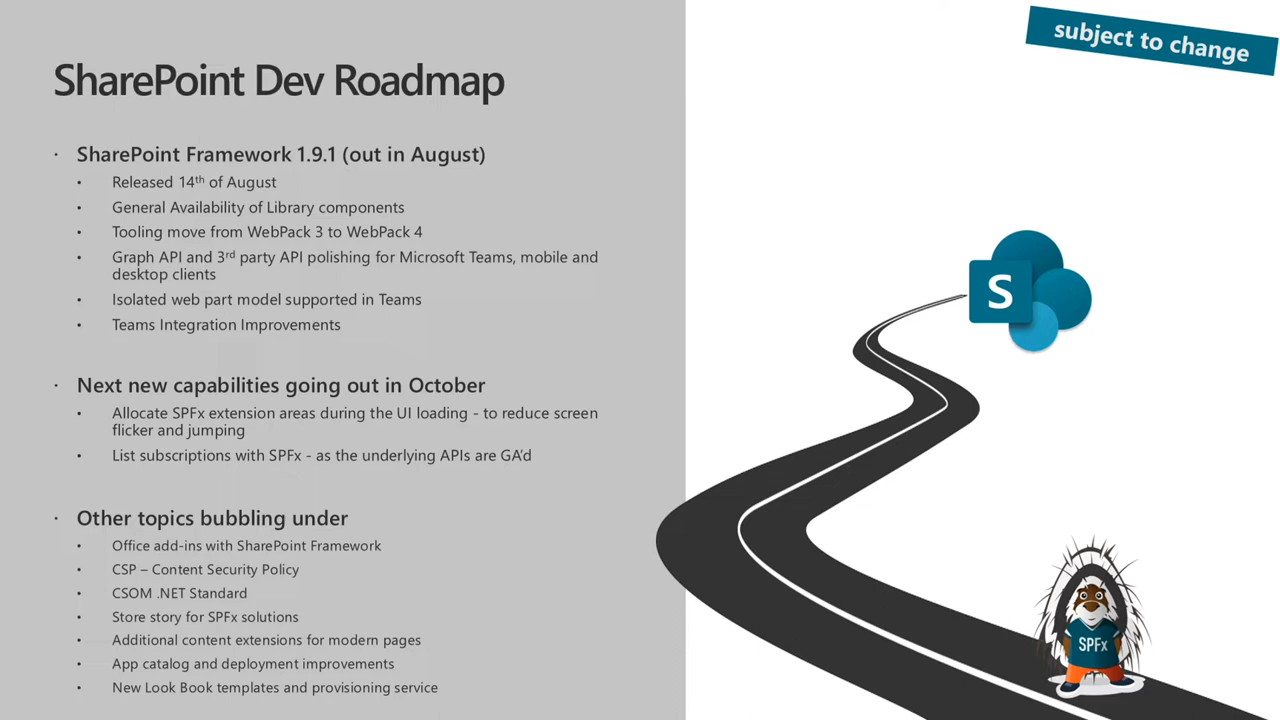 subject to change
SharePoint Dev Roadmap
· SharePoint Framework 1.9.1 (out in August)
• Released 14th of August
• General Availability of Library components
• Tooling move from WebPack 3 to WebPack 4
• Graph API and 3rd party API polishing for Microsoft Teams, mobile and
desktop clients
• Isolated web part model supported in Teams
• Teams Integration Improvements
· Next new capabilities going out in October
• Allocate SPFx extension areas during the UI loading - to reduce screen
flicker and jumping
• List subscriptions with SPFx - as the underlying APIs are GA'd
· Other topics bubbling under
• Office add-ins with SharePoint Framework
• CSP – Content Security Policy
• CSOM .NET Standard
• Store story for SPFx solutions
• Additional content extensions for modern pages
• App catalog and deployment improvements
• New Look Book templates and provisioning service
S
SPFx